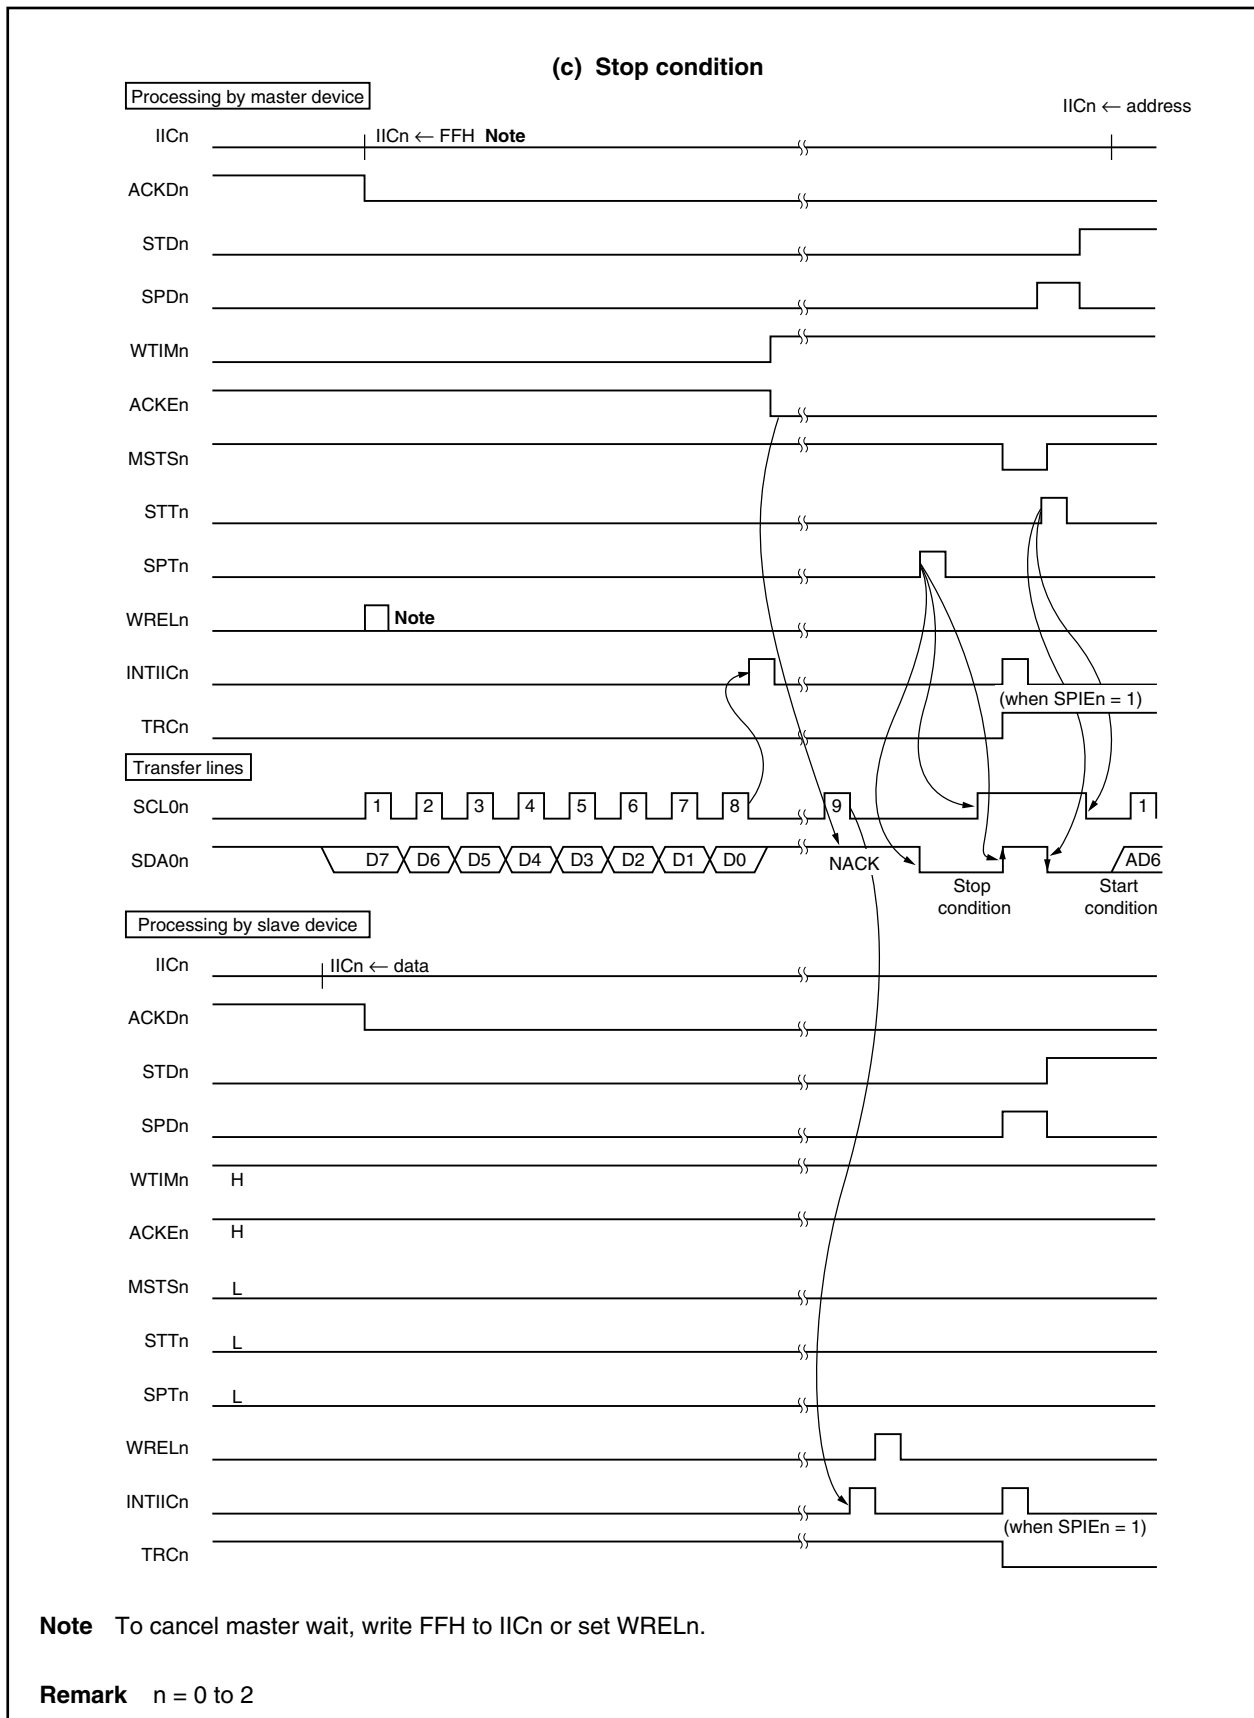 (c) Stop condition
Processing by master device
IICn ← address
IICn
IICn ← FFH Note
ACKDn
STDn
SPDn
WTIMn
ACKEn
MSTSn
STTn
SPTn
WRELn
Note
INTIICn
(when SPIEn = 1)
TRCn
Transfer lines
SCL0n
1 2 3 4 5 6 7 8 9 1
SDA0n
D7 D6 D5 D4 D3 D2 D1 D0 NACK AD6
Stop condition
Start condition
Processing by slave device
IICn
IICn ← data
ACKDn
STDn
SPDn
WTIMn H
ACKEn H
MSTSn L
STTn L
SPTn L
WRELn
INTIICn
(when SPIEn = 1)
TRCn
Note To cancel master wait, write FFH to IICn or set WRELn.
Remark n = 0 to 2